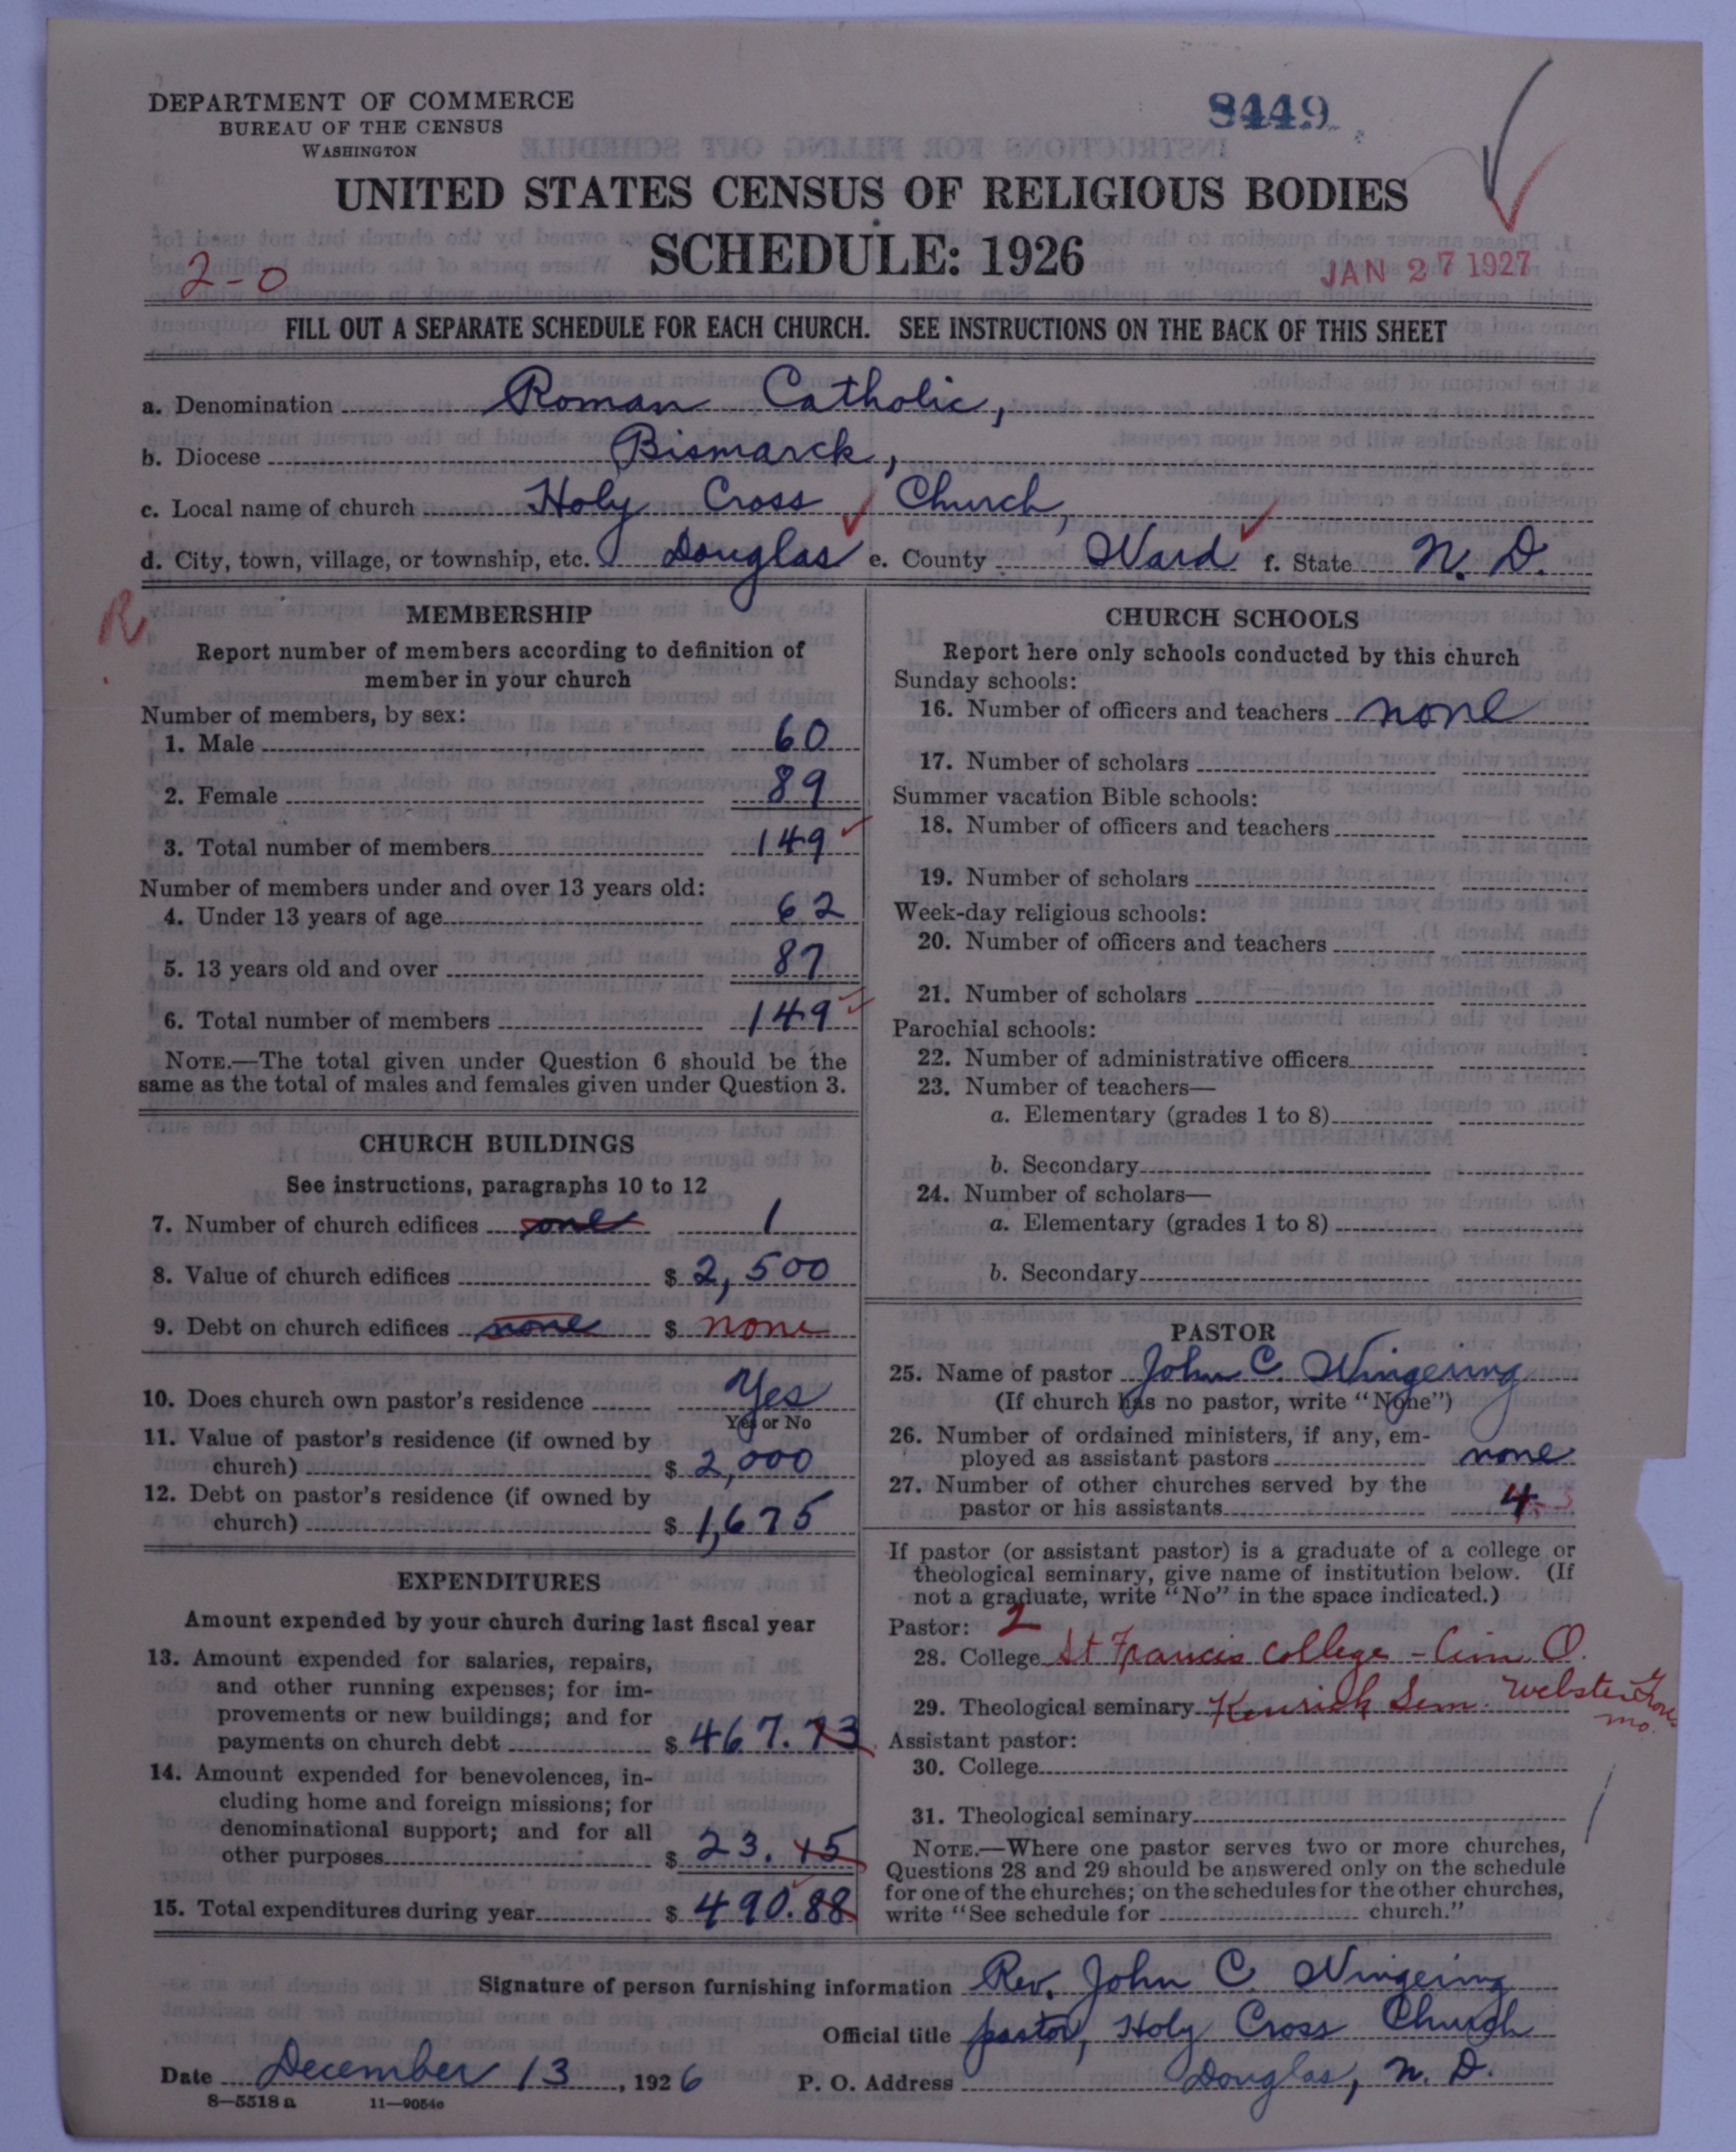 DEPARTMENT OF COMMERCE
BUREAU OF THE CENSUS
WASHINGTON
8449
UNITED STATES CENSUS OF RELIGIOUS BODIES
SCHEDULE: 1926
2-0
JAN 27 1927
FILL OUT A SEPARATE SCHEDULE FOR EACH CHURCH. SEE INSTRUCTIONS ON THE BACK OF THIS SHEET
a. Denomination Roman Catholic,
b. Diocese Bismarck,
c. Local name of church Holy Cross Church,
d. City, town, village, or township, etc. Douglas e. County Ward f. State N. D.
R
MEMBERSHIP
Report number of members according to definition of
member in your church
Number of members, by sex:
1. Male 60
2. Female 89
3. Total number of members 149
Number of members under and over 13 years old:
4. Under 13 years of age 62
5. 13 years old and over 87
6. Total number of members 149
NOTE.—The total given under Question 6 should be the
same as the total of males and females given under Question 3.
CHURCH BUILDINGS
See instructions, paragraphs 10 to 12
7. Number of church edifices one 1
8. Value of church edifices $ 2,500
9. Debt on church edifices none $ none
10. Does church own pastor's residence Yes
Yes or No
11. Value of pastor's residence (if owned by
church) $ 2,000
12. Debt on pastor's residence (if owned by
church) $ 1,675
EXPENDITURES
Amount expended by your church during last fiscal year
13. Amount expended for salaries, repairs,
and other running expenses; for im-
provements or new buildings; and for
payments on church debt $ 467.73
14. Amount expended for benevolences, in-
cluding home and foreign missions; for
denominational support; and for all
other purposes $ 23.15
15. Total expenditures during year $ 490.88
CHURCH SCHOOLS
Report here only schools conducted by this church
Sunday schools:
16. Number of officers and teachers none
17. Number of scholars
Summer vacation Bible schools:
18. Number of officers and teachers
19. Number of scholars
Week-day religious schools:
20. Number of officers and teachers
21. Number of scholars
Parochial schools:
22. Number of administrative officers
23. Number of teachers—
a. Elementary (grades 1 to 8)
b. Secondary
24. Number of scholars—
a. Elementary (grades 1 to 8)
b. Secondary
PASTOR
25. Name of pastor John C. Wingering
(If church has no pastor, write "None")
26. Number of ordained ministers, if any, em-
ployed as assistant pastors none
27. Number of other churches served by the
pastor or his assistants 4 3
If pastor (or assistant pastor) is a graduate of a college or
theological seminary, give name of institution below. (If
not a graduate, write "No" in the space indicated.)
Pastor: 2
28. College St Francis College - Cinn O.
29. Theological seminary Kenrick Sem. Webster Groves
Mo.
Assistant pastor:
30. College
31. Theological seminary
NOTE.—Where one pastor serves two or more churches,
Questions 28 and 29 should be answered only on the schedule
for one of the churches; on the schedules for the other churches,
write "See schedule for church."
Signature of person furnishing information Rev. John C. Wingering
Official title pastor, Holy Cross Church
Date December 13, 1926 P. O. Address Douglas, N. D.
8—5518a 11—9054c